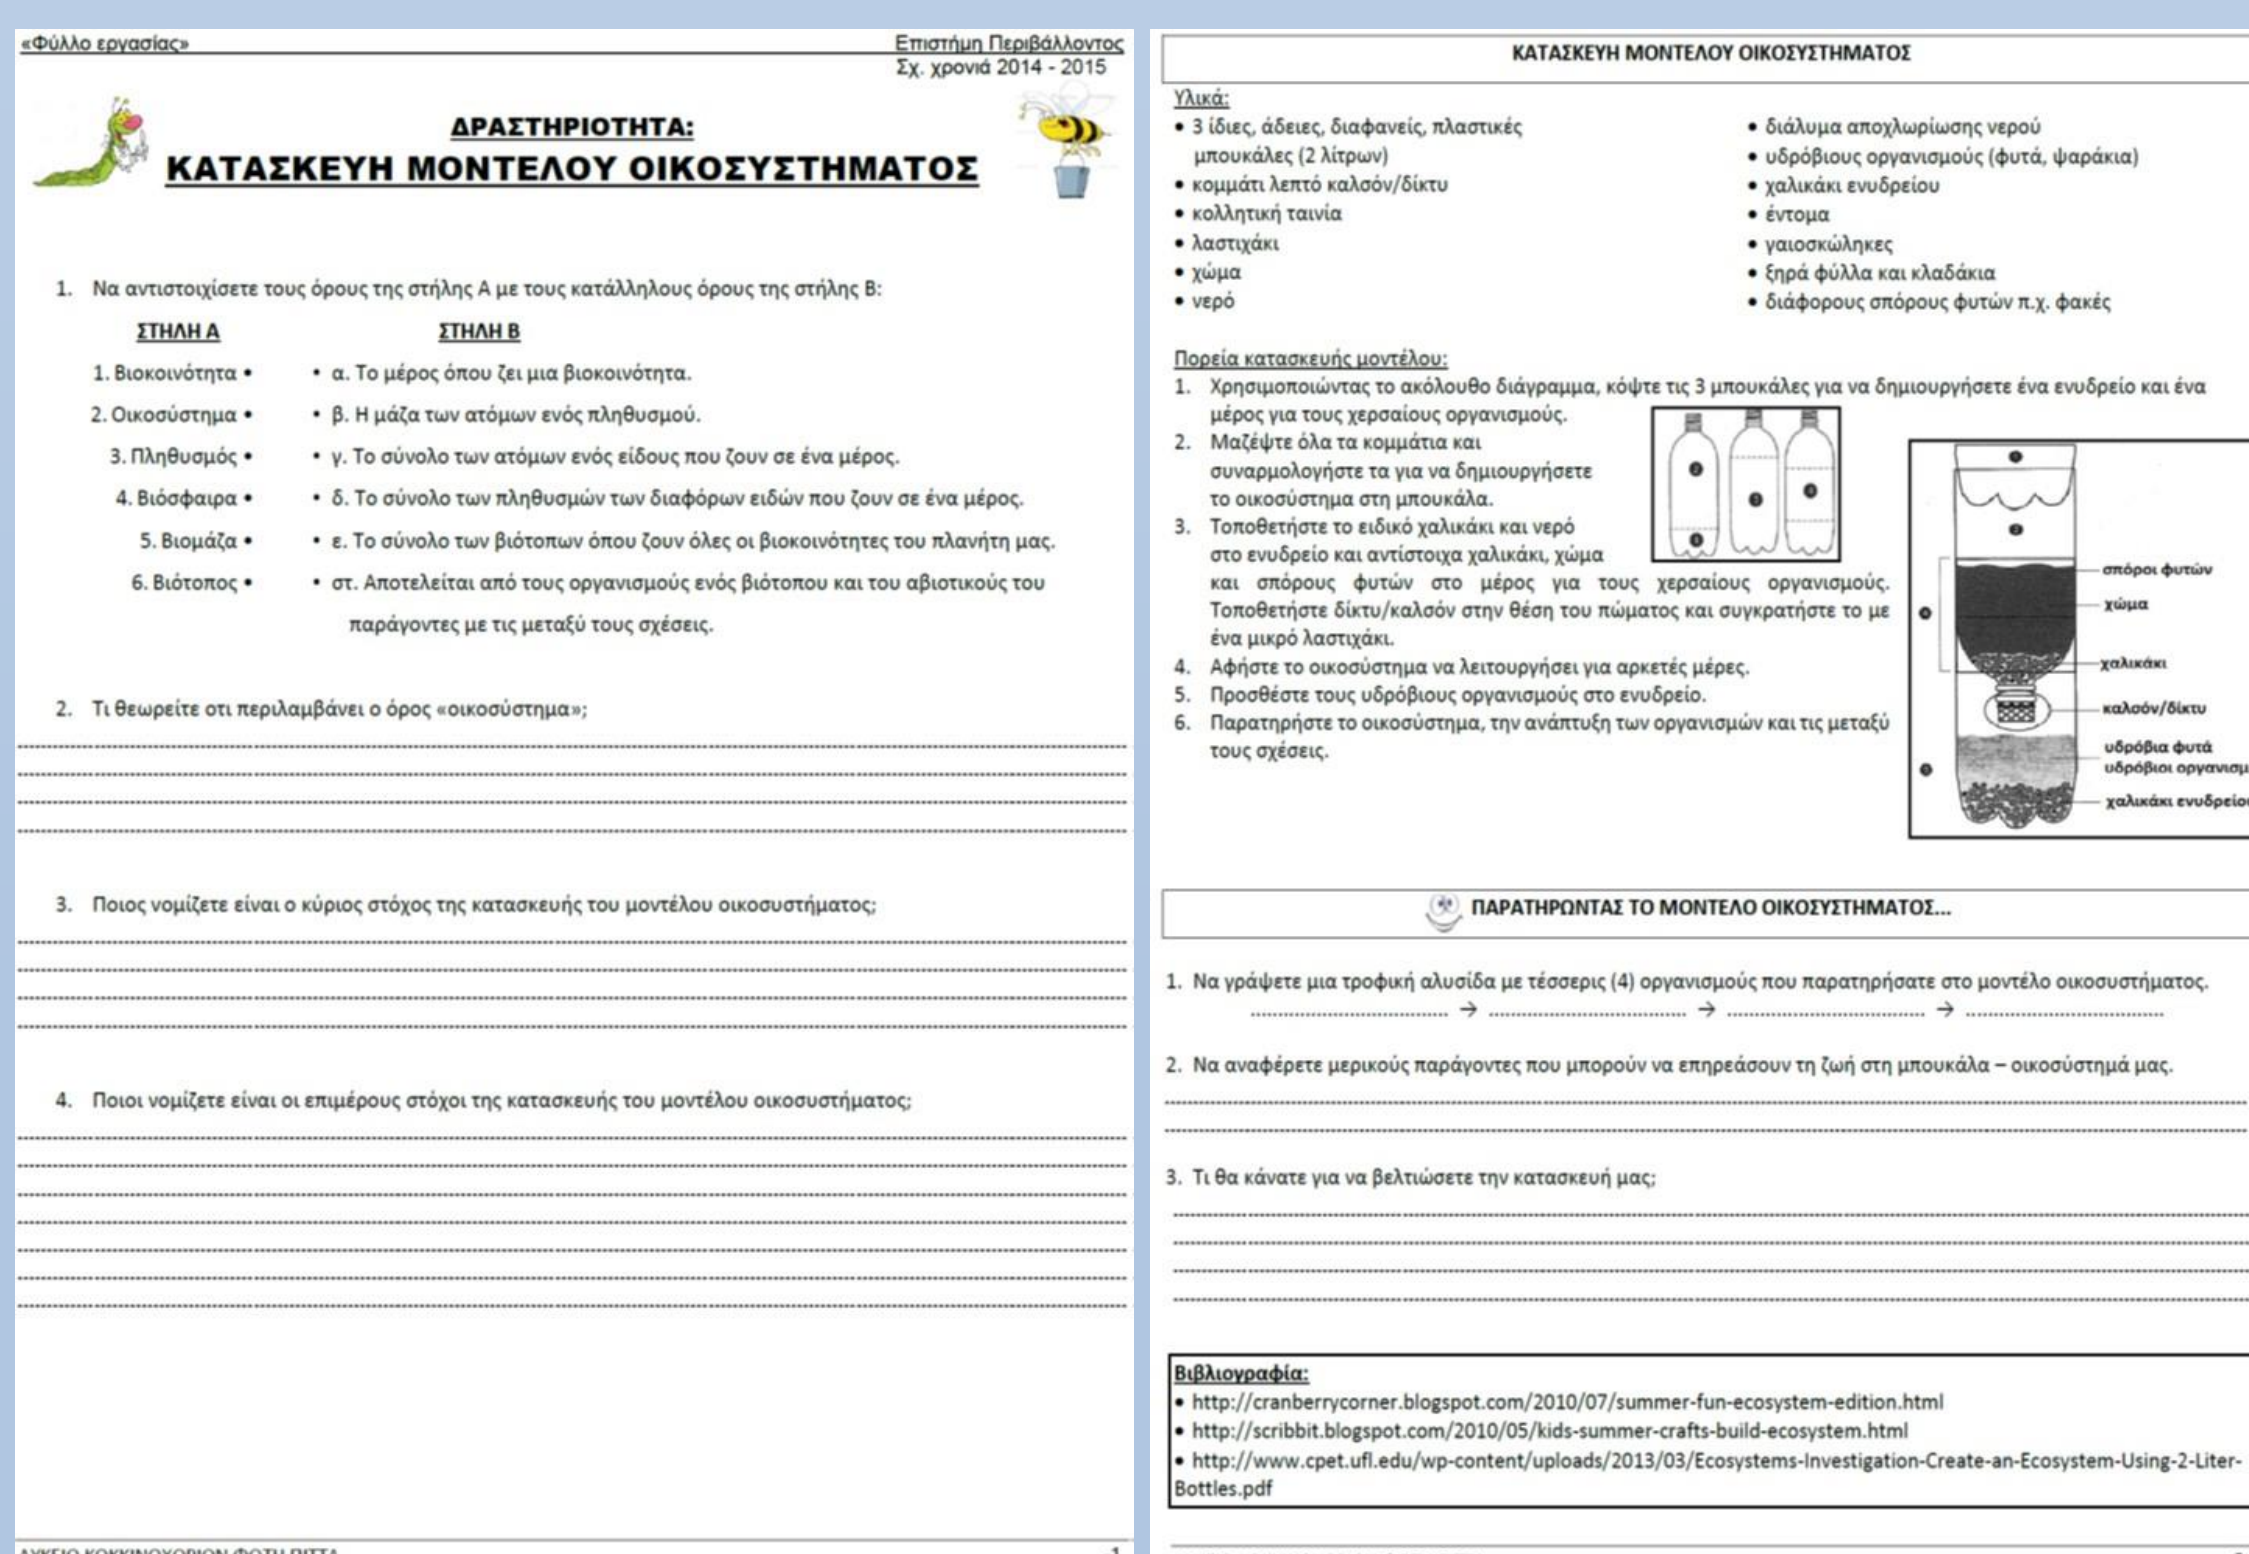 «Φύλλο εργασίας»
Επιστήμη Περιβάλλοντος
Σχ. χρονιά 2014 - 2015
ΔΡΑΣΤΗΡΙΟΤΗΤΑ:
ΚΑΤΑΣΚΕΥΗ ΜΟΝΤΕΛΟΥ ΟΙΚΟΣΥΣΤΗΜΑΤΟΣ
1. Να αντιστοιχίσετε τους όρους της στήλης Α με τους κατάλληλους όρους της στήλης Β:
ΣΤΗΛΗ Α ΣΤΗΛΗ Β
1. Βιοκοινότητα • • α. Το μέρος όπου ζει μια βιοκοινότητα.
2. Οικοσύστημα • • β. Η μάζα των ατόμων ενός πληθυσμού.
3. Πληθυσμός • • γ. Το σύνολο των ατόμων ενός είδους που ζουν σε ένα μέρος.
4. Βιόσφαιρα • • δ. Το σύνολο των πληθυσμών των διαφόρων ειδών που ζουν σε ένα μέρος.
5. Βιομάζα • • ε. Το σύνολο των βιότοπων όπου ζουν όλες οι βιοκοινότητες του πλανήτη μας.
6. Βιότοπος • • στ. Αποτελείται από τους οργανισμούς ενός βιότοπου και του αβιοτικούς του
παράγοντες με τις μεταξύ τους σχέσεις.
2. Τι θεωρείτε οτι περιλαμβάνει ο όρος «οικοσύστημα»;
3. Ποιος νομίζετε είναι ο κύριος στόχος της κατασκευής του μοντέλου οικοσυστήματος;
4. Ποιοι νομίζετε είναι οι επιμέρους στόχοι της κατασκευής του μοντέλου οικοσυστήματος;
1
ΚΑΤΑΣΚΕΥΗ ΜΟΝΤΕΛΟΥ ΟΙΚΟΣΥΣΤΗΜΑΤΟΣ
Υλικά:
• 3 ίδιες, άδειες, διαφανείς, πλαστικές
μπουκάλες (2 λίτρων)
• κομμάτι λεπτό καλσόν/δίκτυ
• κολλητική ταινία
• λαστιχάκι
• χώμα
• νερό
• διάλυμα αποχλωρίωσης νερού
• υδρόβιους οργανισμούς (φυτά, ψαράκια)
• χαλικάκι ενυδρείου
• έντομα
• γαιοσκώληκες
• ξηρά φύλλα και κλαδάκια
• διάφορους σπόρους φυτών π.χ. φακές
Πορεία κατασκευής μοντέλου:
1. Χρησιμοποιώντας το ακόλουθο διάγραμμα, κόψτε τις 3 μπουκάλες για να δημιουργήσετε ένα ενυδρείο και ένα
μέρος για τους χερσαίους οργανισμούς.
2. Μαζέψτε όλα τα κομμάτια και
συναρμολογήστε τα για να δημιουργήσετε
το οικοσύστημα στη μπουκάλα.
3. Τοποθετήστε το ειδικό χαλικάκι και νερό
στο ενυδρείο και αντίστοιχα χαλικάκι, χώμα
και σπόρους φυτών στο μέρος για τους χερσαίους οργανισμούς.
Τοποθετήστε δίκτυ/καλσόν στην θέση του πώματος και συγκρατήστε το με
ένα μικρό λαστιχάκι.
4. Αφήστε το οικοσύστημα να λειτουργήσει για αρκετές μέρες.
5. Προσθέστε τους υδρόβιους οργανισμούς στο ενυδρείο.
6. Παρατηρήστε το οικοσύστημα, την ανάπτυξη των οργανισμών και τις μεταξύ
τους σχέσεις.
σπόροι φυτών
χώμα
χαλικάκι
καλσόν/δίκτυ
υδρόβια φυτά
υδρόβιοι οργανισμ
χαλικάκι ενυδρείου
ΠΑΡΑΤΗΡΩΝΤΑΣ ΤΟ ΜΟΝΤΕΛΟ ΟΙΚΟΣΥΣΤΗΜΑΤΟΣ...
1. Να γράψετε μια τροφική αλυσίδα με τέσσερις (4) οργανισμούς που παρατηρήσατε στο μοντέλο οικοσυστήματος.
→ → →
2. Να αναφέρετε μερικούς παράγοντες που μπορούν να επηρεάσουν τη ζωή στη μπουκάλα – οικοσύστημά μας.
3. Τι θα κάνατε για να βελτιώσετε την κατασκευή μας;
Βιβλιογραφία:
• http://cranberrycorner.blogspot.com/2010/07/summer-fun-ecosystem-edition.html
• http://scribbit.blogspot.com/2010/05/kids-summer-crafts-build-ecosystem.html
• http://www.cpet.ufl.edu/wp-content/uploads/2013/03/Ecosystems-Investigation-Create-an-Ecosystem-Using-2-Liter-
Bottles.pdf